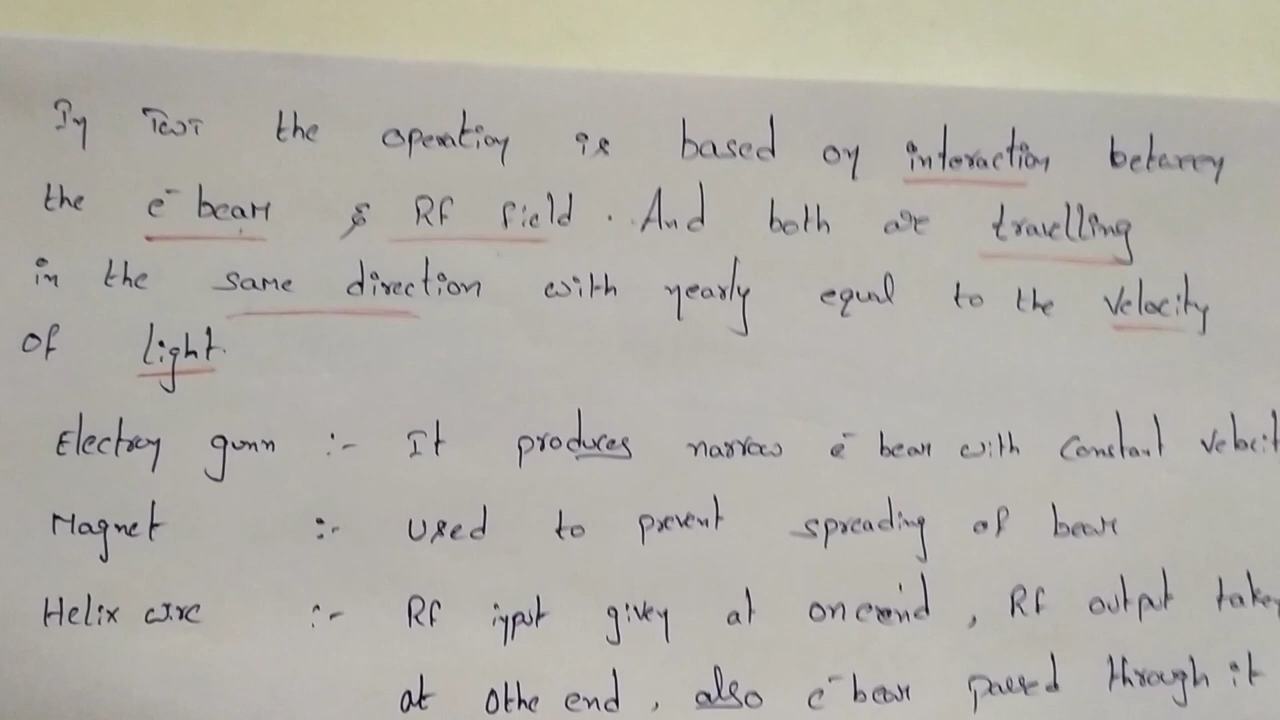 In TWT the operation is based on interaction between
the e⁻ beam & RF field. And both are travelling
in the same direction with nearly equal to the velocity
of light.
Electron gunn :- It produces narrow e⁻ beam with constant velocit
Magnet :- used to prevent spreading of beam
Helix wire :- RF input given at one end, RF output take
at othe end, also e⁻ beam passed through it